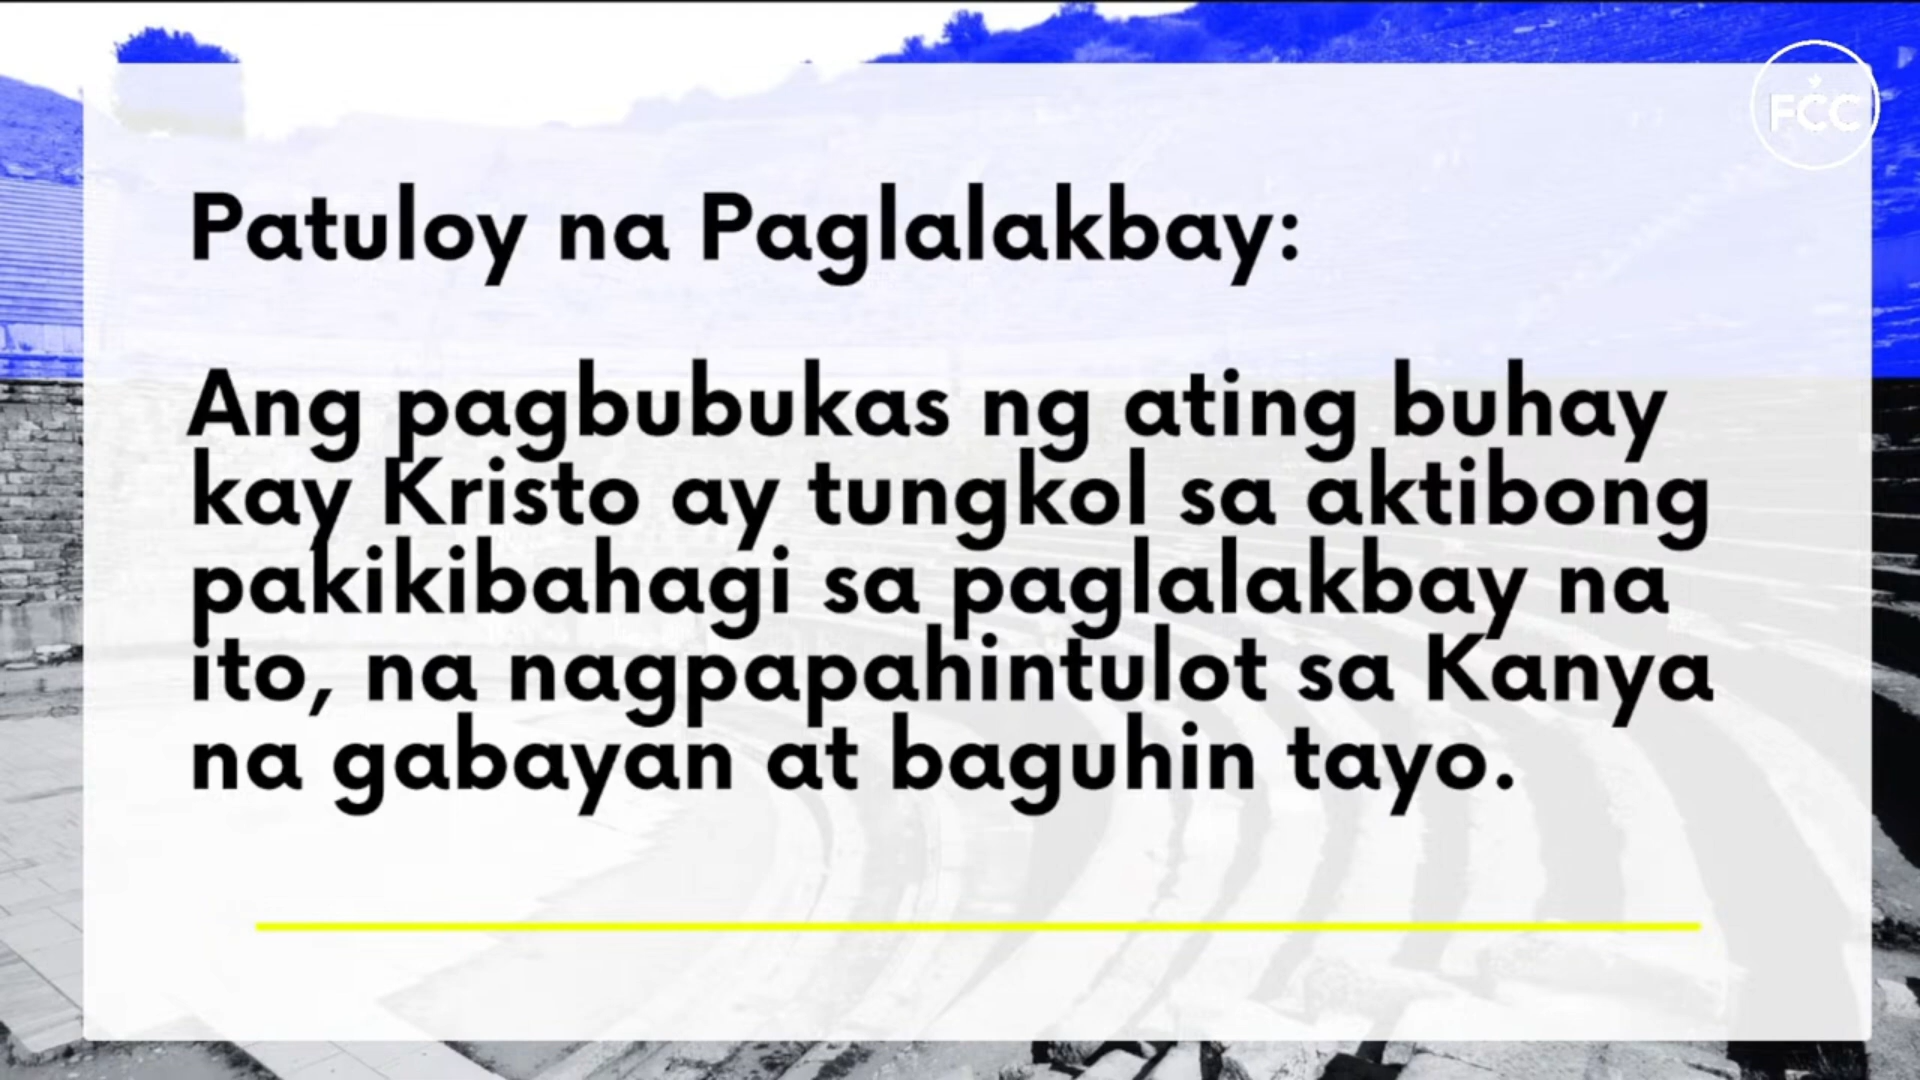 FCC
Patuloy na Paglalakbay:
Ang pagbubukas ng ating buhay
kay Kristo ay tungkol sa aktibong
pakikibahagi sa paglalakbay na
ito, na nagpapahintulot sa Kanya
na gabayan at baguhin tayo.